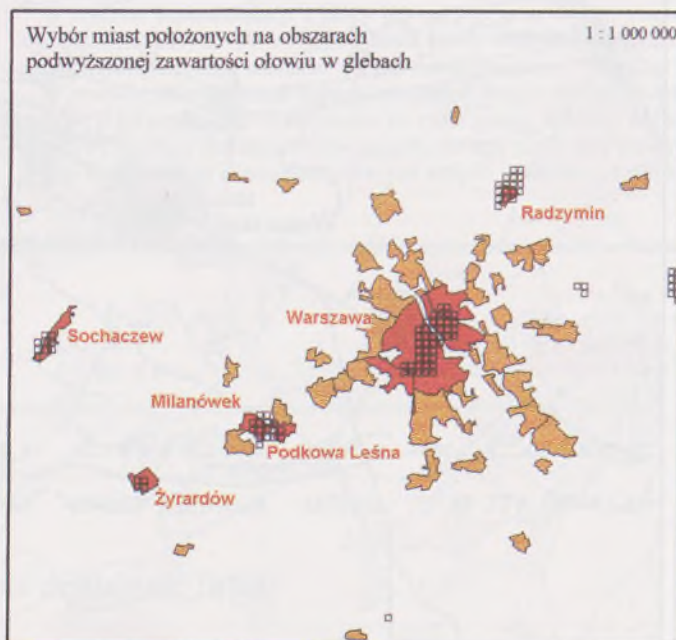 Wybór miast położonych na obszarach
podwyższonej zawartości ołowiu w glebach
1 : 1 000 000
Radzymin
Warszawa
Sochaczew
Milanówek
Podkowa Leśna
Żyrardów